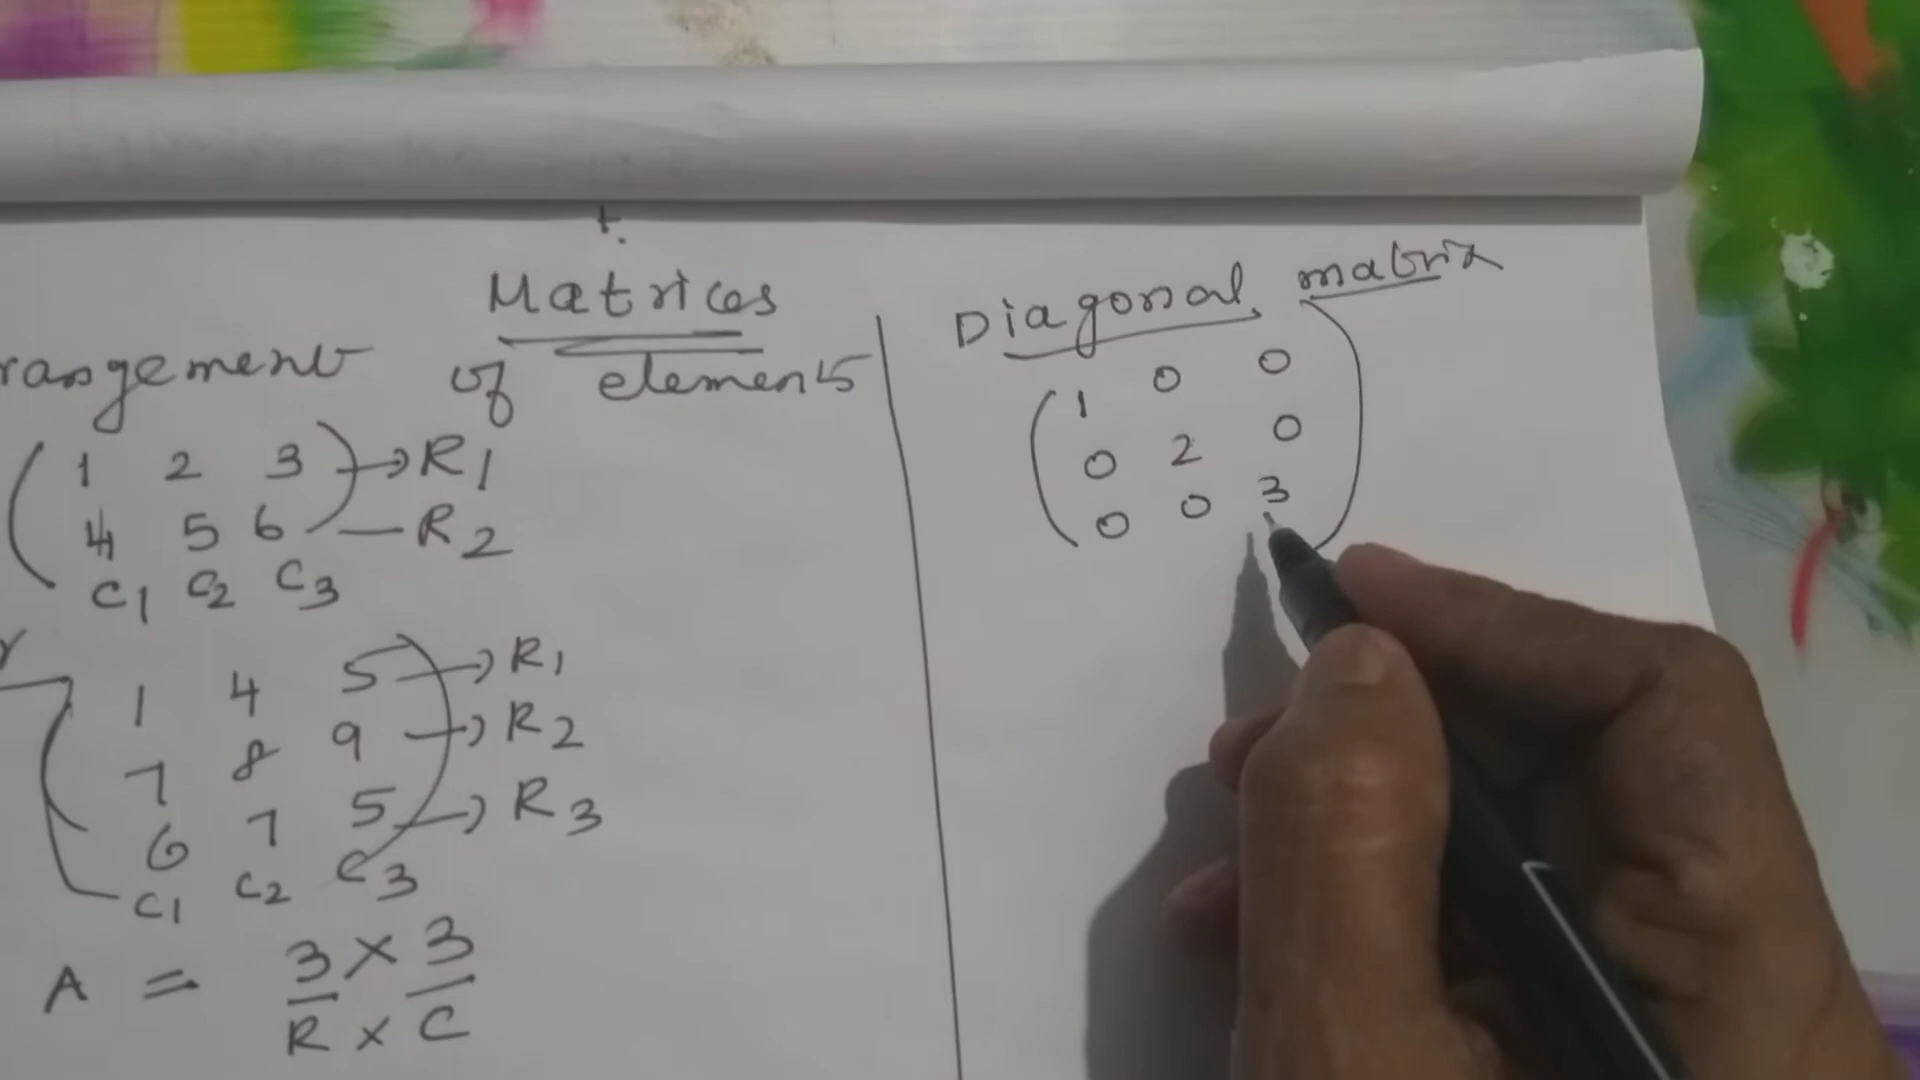 Matrices
rangement of elements
1 2 3 → R1
4 5 6 — R2
C1 C2 C3
1 4 5 → R1
7 8 9 → R2
6 7 5 → R3
C1 C2 C3
A = 3 × 3
R × C
Diagonal matrix
1 0 0
0 2 0
0 0 3